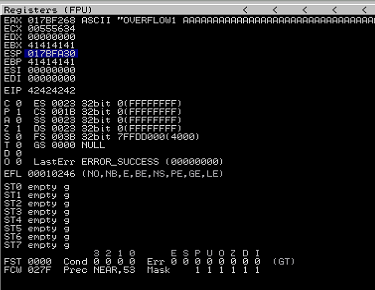 Registers (FPU) < < < < <
EAX 017BF268 ASCII "OVERFLOW1 AAAAAAAAAAAAAAAAAAAAAAAAAAAAAA
ECX 00555634
EDX 00000000
EBX 41414141
ESP 017BFA30
EBP 41414141
ESI 00000000
EDI 00000000
EIP 42424242
C 0 ES 0023 32bit 0(FFFFFFFF)
P 1 CS 001B 32bit 0(FFFFFFFF)
A 0 SS 0023 32bit 0(FFFFFFFF)
Z 1 DS 0023 32bit 0(FFFFFFFF)
S 0 FS 003B 32bit 7FFDD000(4000)
T 0 GS 0000 NULL
D 0
O 0 LastErr ERROR_SUCCESS (00000000)
EFL 00010246 (NO,NB,E,BE,NS,PE,GE,LE)
ST0 empty g
ST1 empty g
ST2 empty g
ST3 empty g
ST4 empty g
ST5 empty g
ST6 empty g
ST7 empty g
3 2 1 0 E S P U O Z D I
FST 0000 Cond 0 0 0 0 Err 0 0 0 0 0 0 0 0 (GT)
FCW 027F Prec NEAR,53 Mask 1 1 1 1 1 1